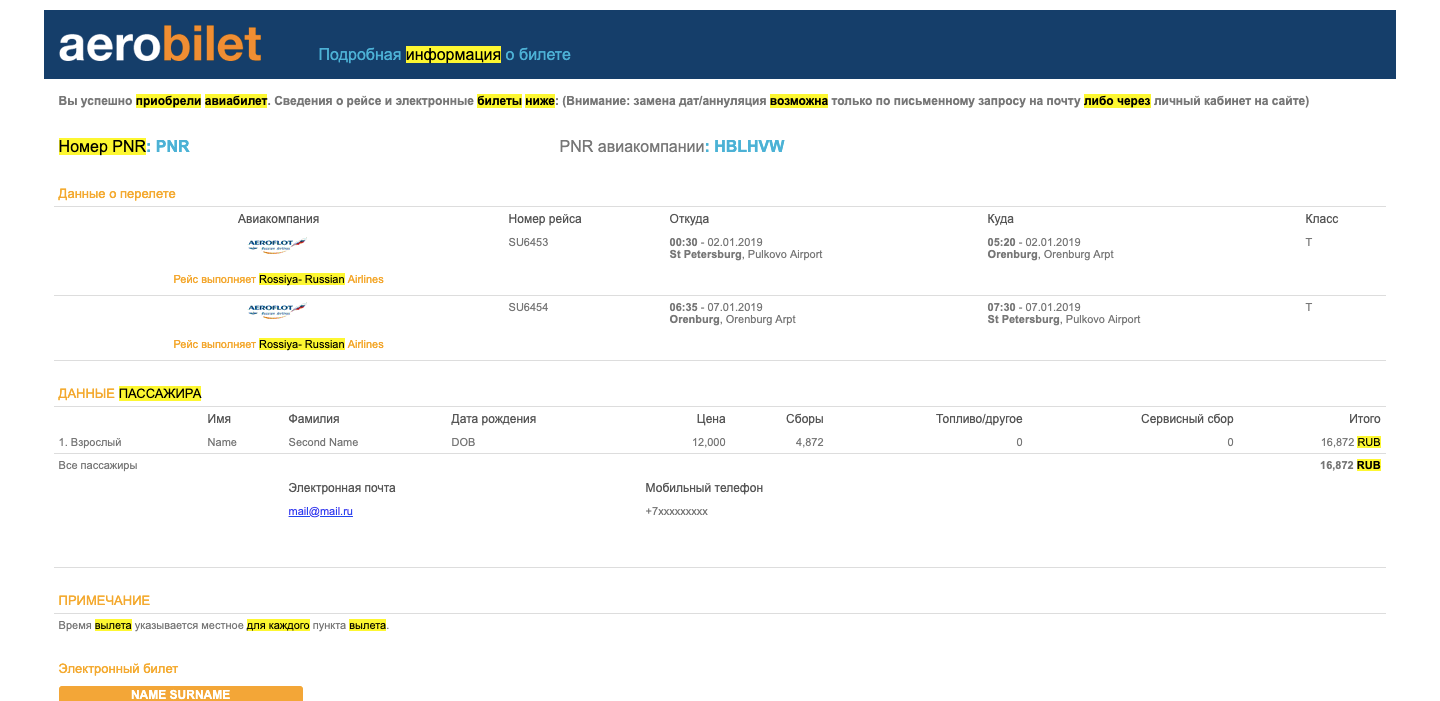 aerobilet
Подробная информация о билете
Вы успешно приобрели авиабилет. Сведения о рейсе и электронные билеты ниже: (Внимание: замена дат/аннуляция возможна только по письменному запросу на почту либо через личный кабинет на сайте)
Номер PNR: PNR PNR авиакомпании: HBLHVW
Данные о перелете
Авиакомпания Номер рейса Откуда Куда Класс
AEROFLOT SU6453 00:30 - 02.01.2019 05:20 - 02.01.2019 T
Russian Airlines St Petersburg, Pulkovo Airport Orenburg, Orenburg Arpt
Рейс выполняет Rossiya- Russian Airlines
AEROFLOT SU6454 06:35 - 07.01.2019 07:30 - 07.01.2019 T
Russian Airlines Orenburg, Orenburg Arpt St Petersburg, Pulkovo Airport
Рейс выполняет Rossiya- Russian Airlines
ДАННЫЕ ПАССАЖИРА
Имя Фамилия Дата рождения Цена Сборы Топливо/другое Сервисный сбор Итого
1. Взрослый Name Second Name DOB 12,000 4,872 0 0 16,872 RUB
Все пассажиры 16,872 RUB
Электронная почта Мобильный телефон
mail@mail.ru +7xxxxxxxxx
ПРИМЕЧАНИЕ
Время вылета указывается местное для каждого пункта вылета.
Электронный билет
NAME SURNAME